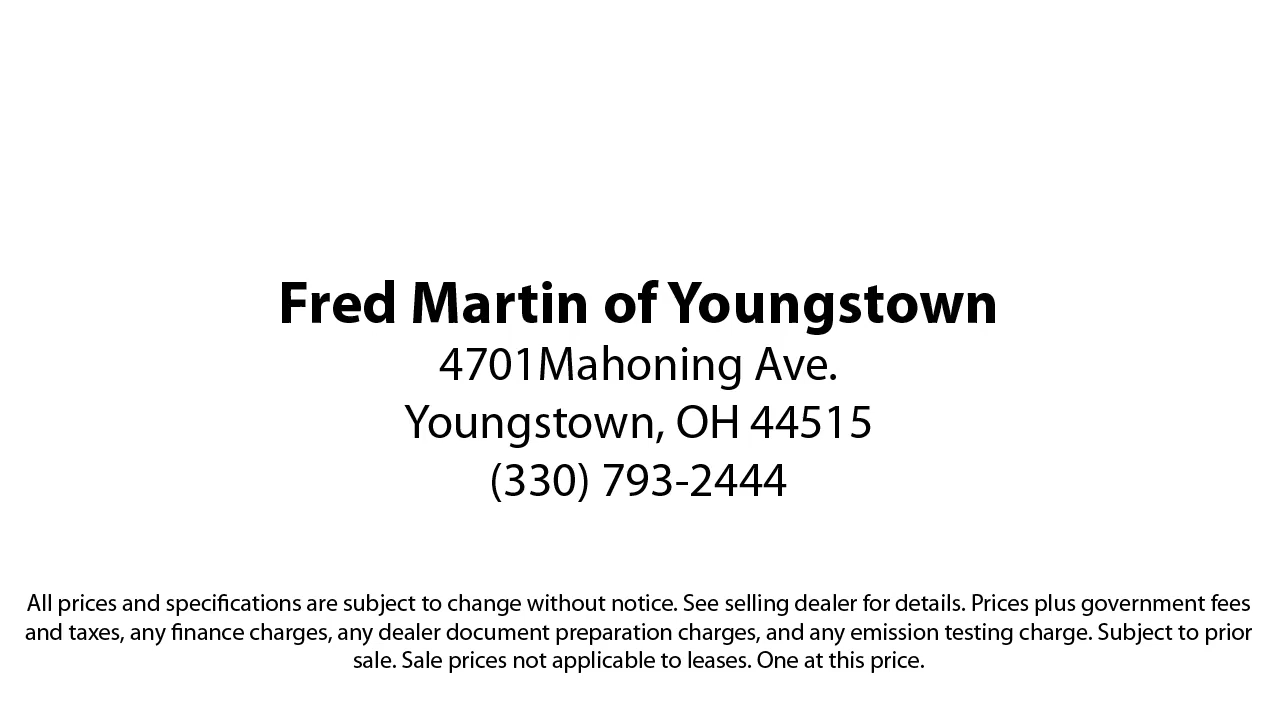 Fred Martin of Youngstown
4701Mahoning Ave.
Youngstown, OH 44515
(330) 793-2444
All prices and specifications are subject to change without notice. See selling dealer for details. Prices plus government fees
and taxes, any finance charges, any dealer document preparation charges, and any emission testing charge. Subject to prior
sale. Sale prices not applicable to leases. One at this price.